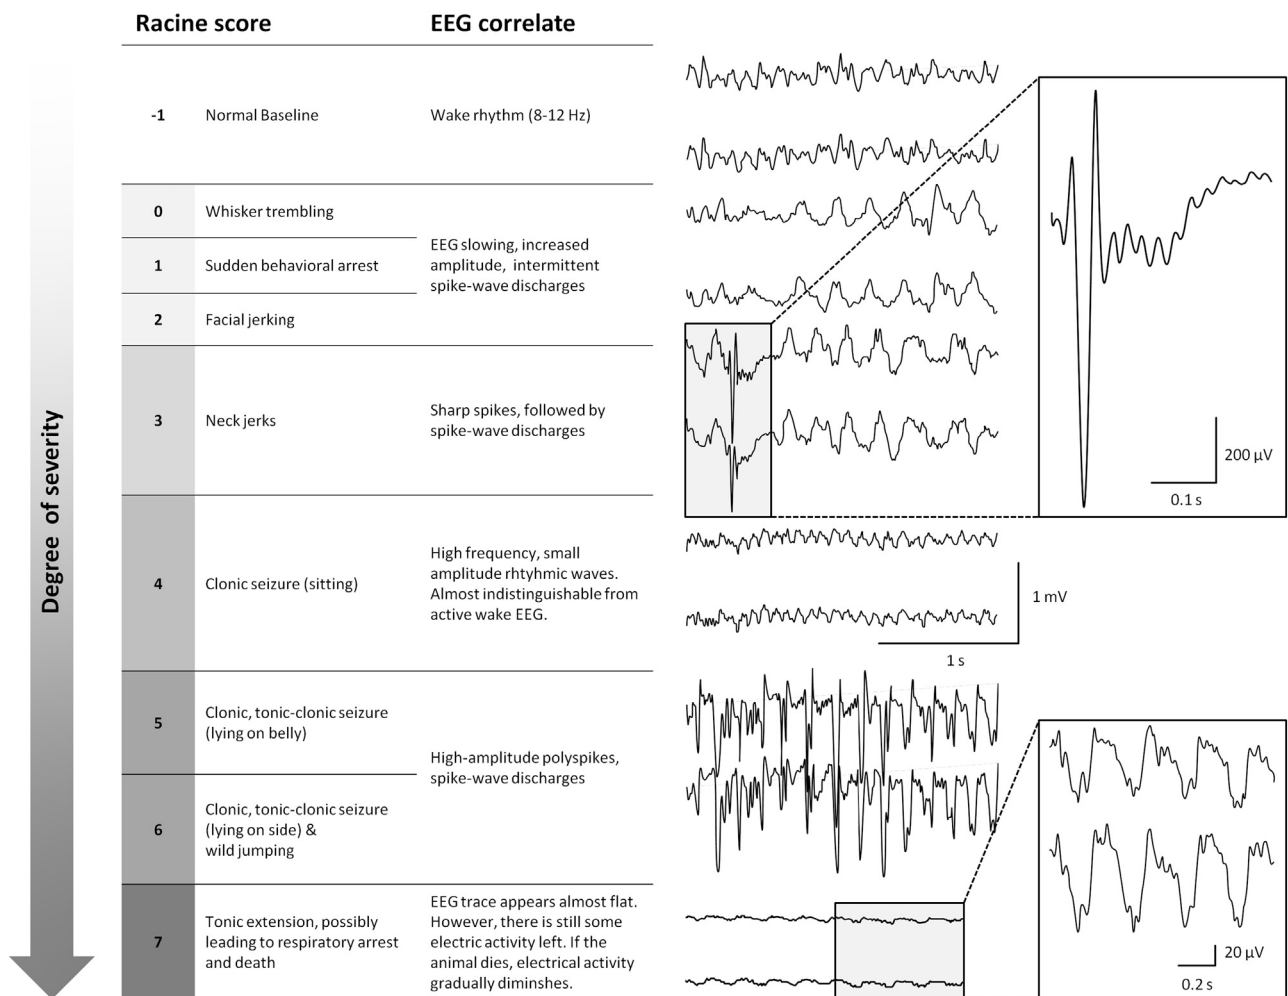 Racine score
EEG correlate
-1
Normal Baseline
Wake rhythm (8-12 Hz)
0
Whisker trembling
1
Sudden behavioral arrest
EEG slowing, increased
amplitude, intermittent
spike-wave discharges
2
Facial jerking
3
Neck jerks
Sharp spikes, followed by
spike-wave discharges
4
Clonic seizure (sitting)
High frequency, small
amplitude rhtyhmic waves.
Almost indistinguishable from
active wake EEG.
5
Clonic, tonic-clonic seizure
(lying on belly)
High-amplitude polyspikes,
spike-wave discharges
6
Clonic, tonic-clonic seizure
(lying on side) &
wild jumping
7
Tonic extension, possibly
leading to respiratory arrest
and death
EEG trace appears almost flat.
However, there is still some
electric activity left. If the
animal dies, electrical activity
gradually diminshes.
Degree of severity
200 µV
0.1 s
1 mV
1 s
20 µV
0.2 s